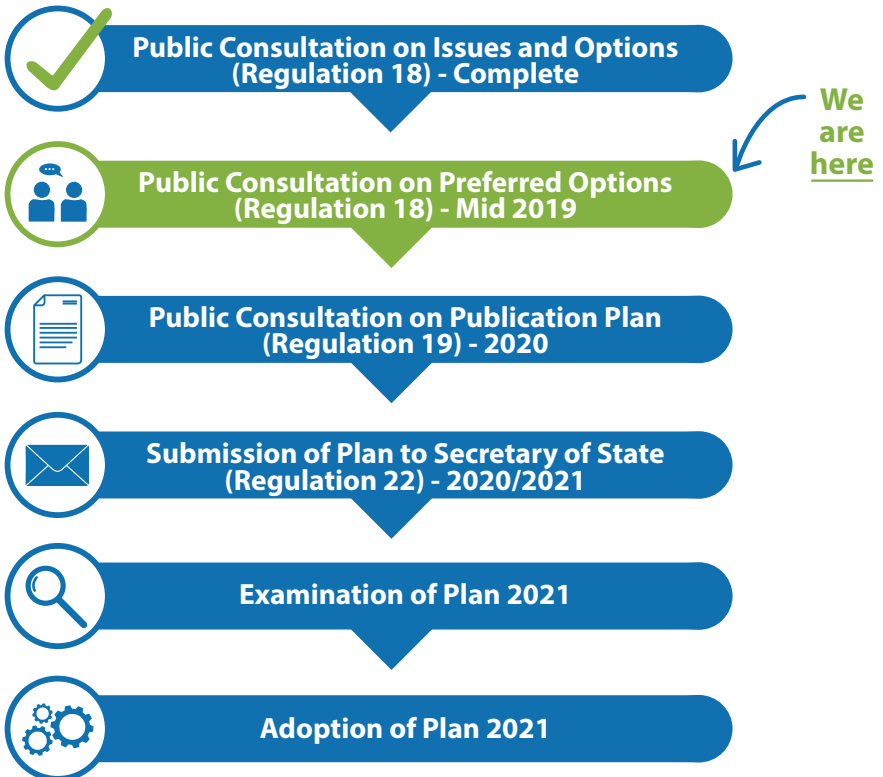 Public Consultation on Issues and Options
(Regulation 18) - Complete
We
are
here
Public Consultation on Preferred Options
(Regulation 18) - Mid 2019
Public Consultation on Publication Plan
(Regulation 19) - 2020
Submission of Plan to Secretary of State
(Regulation 22) - 2020/2021
Examination of Plan 2021
Adoption of Plan 2021